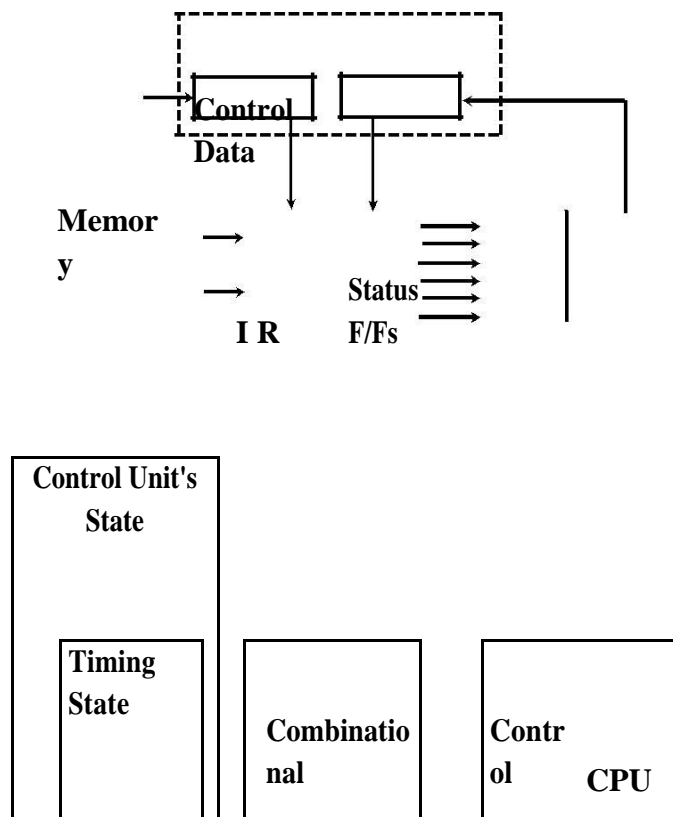 Control
Data
Memor
y
Status
I R
F/Fs
Control Unit's
State
Timing
State
Combinatio
nal
Contr
ol
CPU